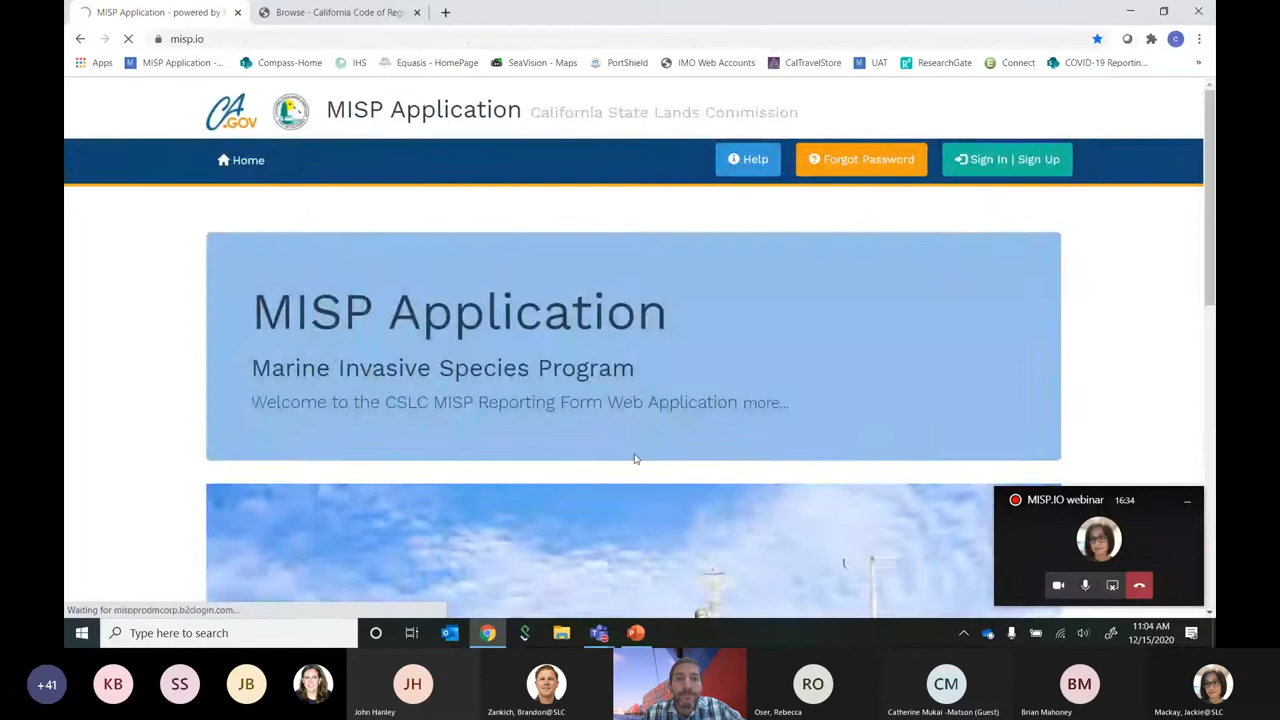 MISP Application - powered by M
Browse - California Code of Reg
misp.io
Apps
MISP Application -...
Compass-Home
IHS
Equasis - HomePage
SeaVision - Maps
PortShield
IMO Web Accounts
CalTravelStore
UAT
ResearchGate
Connect
COVID-19 Reportin...
CA.GOV
MISP Application California State Lands Commission
Home
Help
Forgot Password
Sign In | Sign Up
MISP Application
Marine Invasive Species Program
Welcome to the CSLC MISP Reporting Form Web Application more...
MISP.IO webinar 16:34
Waiting for mispprodmcorp.b2clogin.com...
Type here to search
11:04 AM
12/15/2020
+41
KB
SS
JB
JH
RO
CM
BM
John Hanley
Zankich, Brandon@SLC
Oser, Rebecca
Catherine Mukai -Matson (Guest)
Brian Mahoney
Mackay, Jackie@SLC